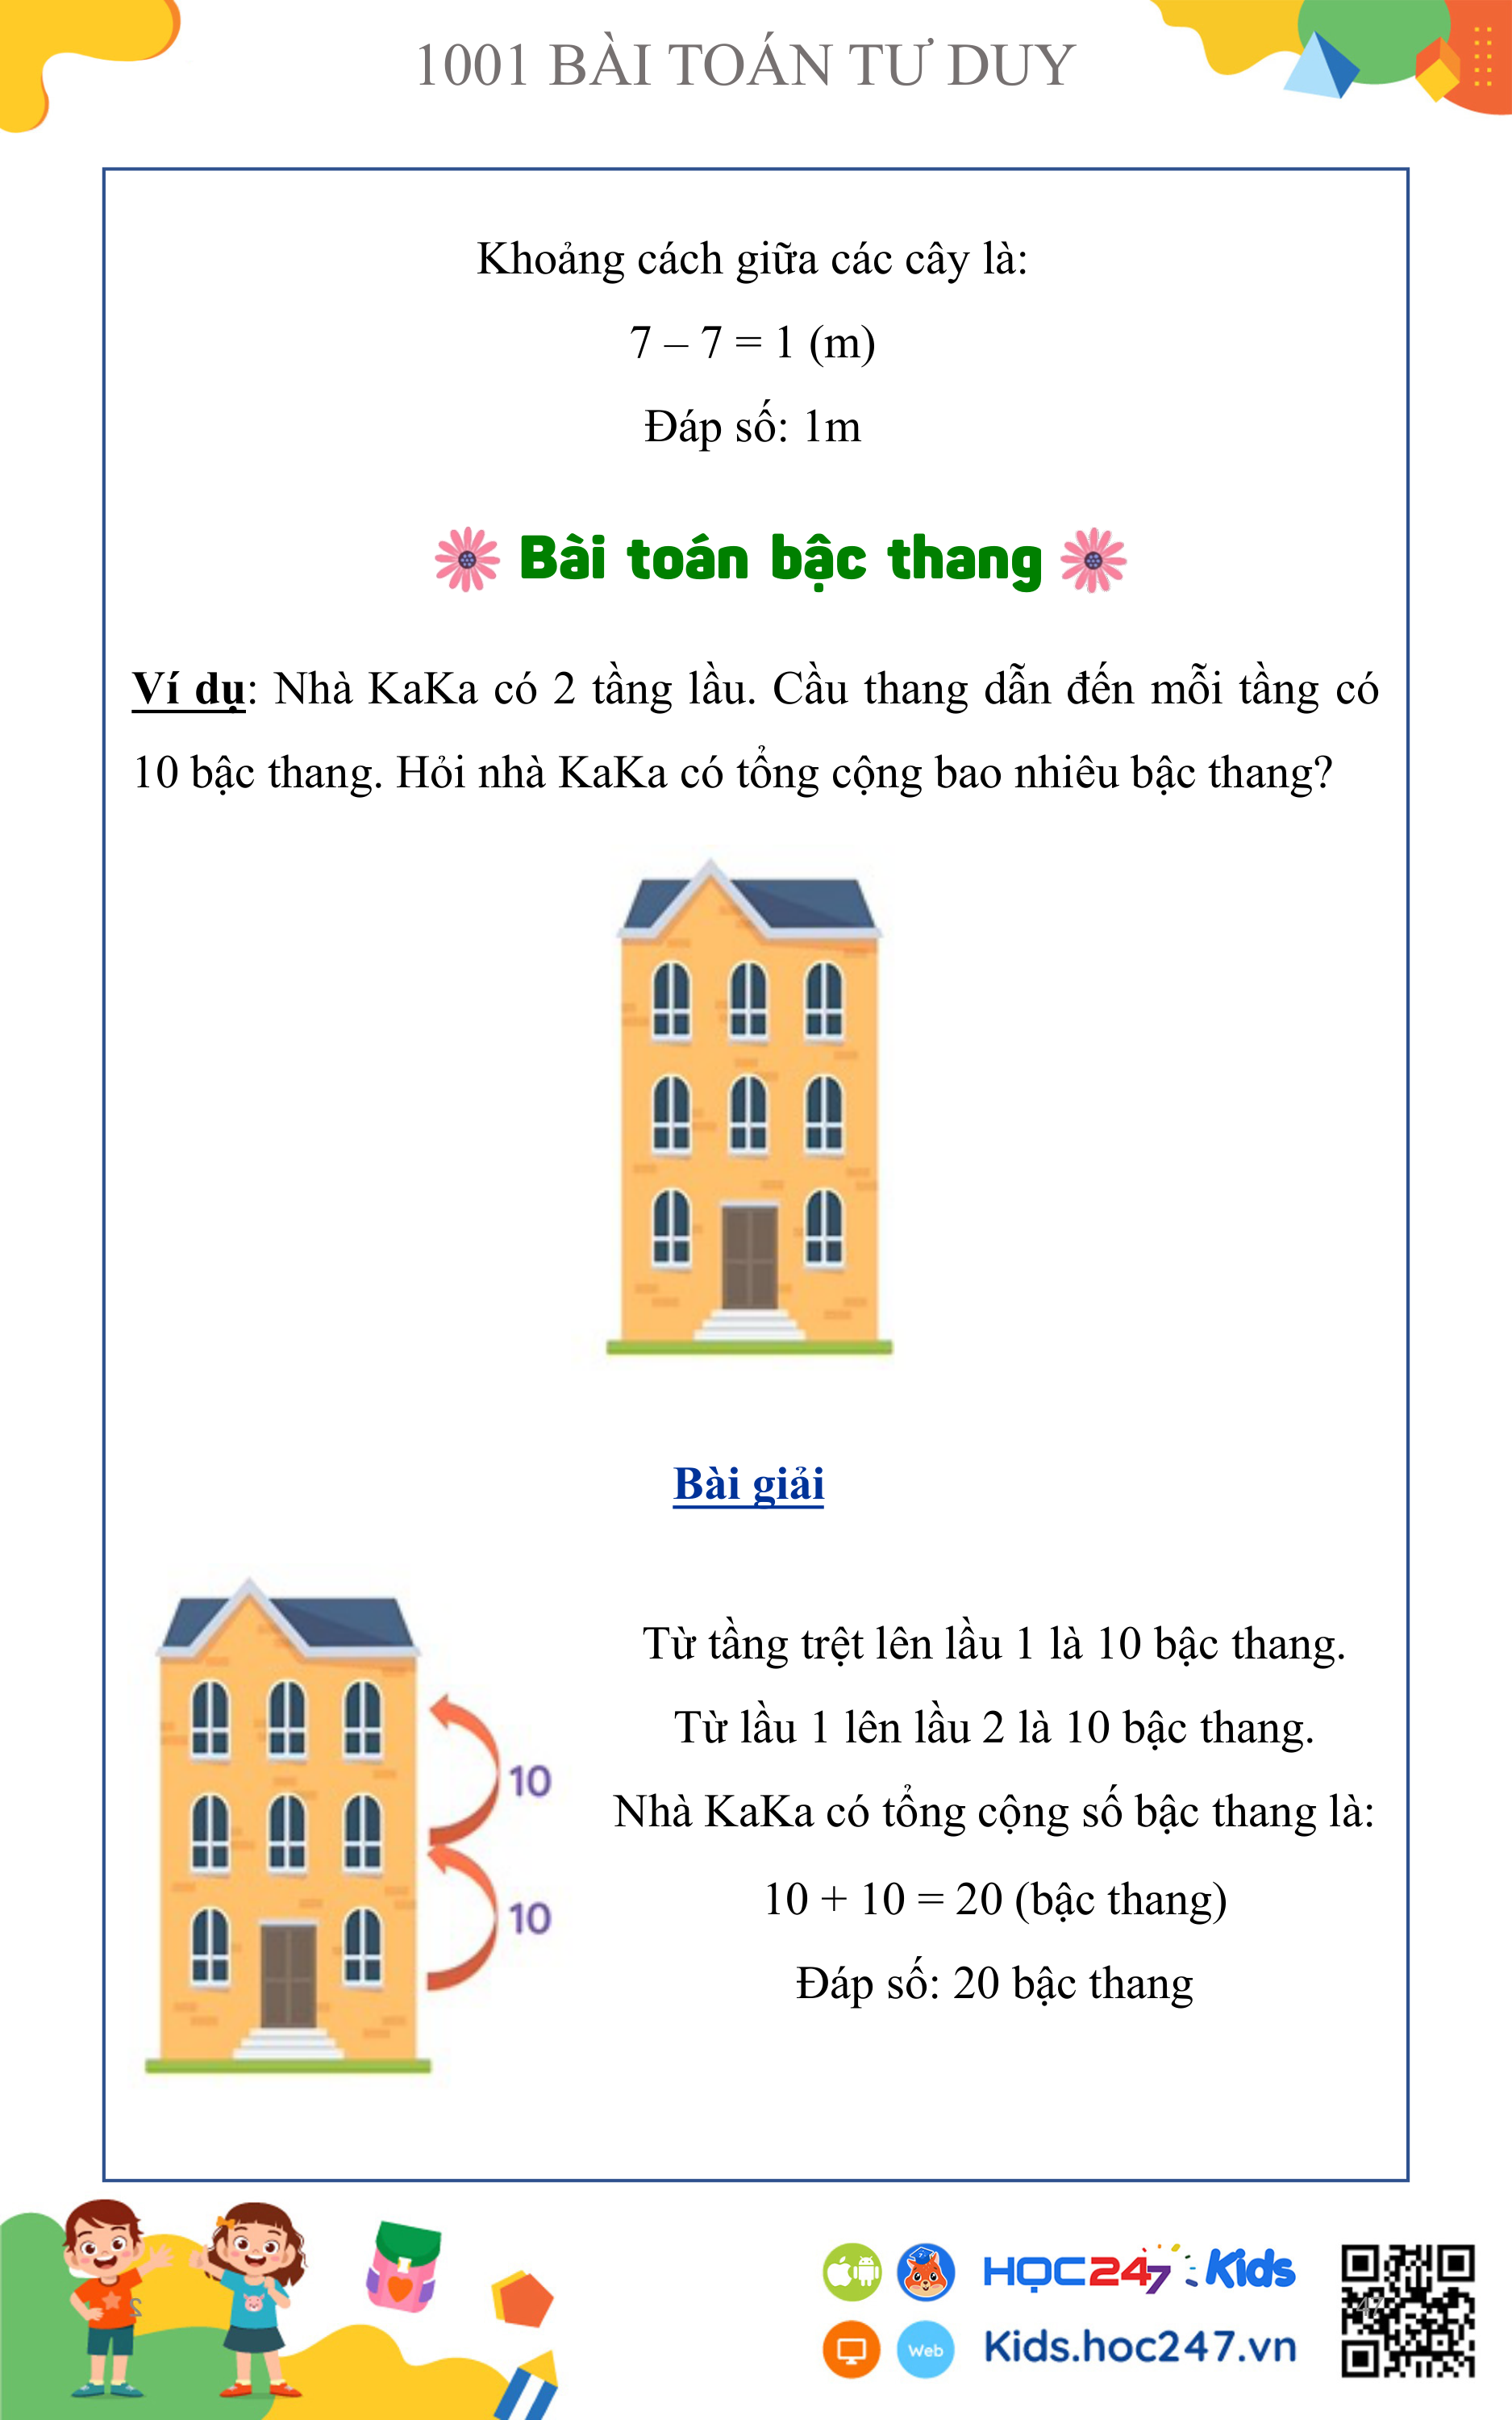 1001 BÀI TOÁN TƯ DUY
Khoảng cách giữa các cây là:
7 – 7 = 1 (m)
Đáp số: 1m
Bài toán bậc thang
Ví dụ: Nhà KaKa có 2 tầng lầu. Cầu thang dẫn đến mỗi tầng có
10 bậc thang. Hỏi nhà KaKa có tổng cộng bao nhiêu bậc thang?
Bài giải
Từ tầng trệt lên lầu 1 là 10 bậc thang.
Từ lầu 1 lên lầu 2 là 10 bậc thang.
10
Nhà KaKa có tổng cộng số bậc thang là:
10 + 10 = 20 (bậc thang)
10
Đáp số: 20 bậc thang
HỌC247 Kids
47
2
Web
Kids.hoc247.vn